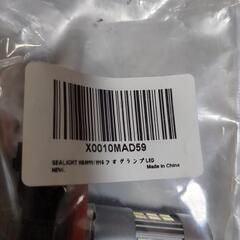 X0010MAD59
SEALIGHT H8/H11/H16 フォグランプ LED
NEW
Made in China